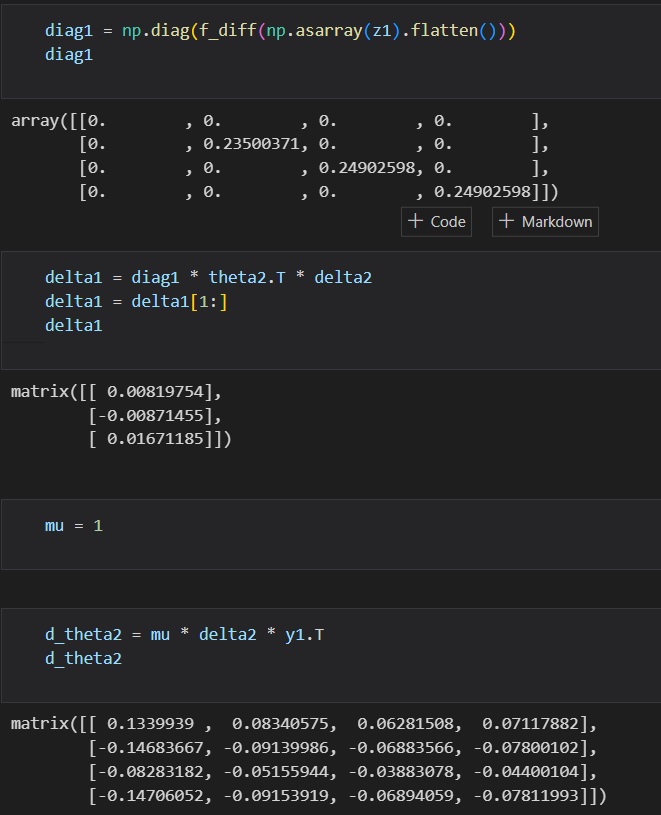 diag1 = np.diag(f_diff(np.asarray(z1).flatten()))
diag1
array([[0.        , 0.        , 0.        , 0.        ],
       [0.        , 0.23500371, 0.        , 0.        ],
       [0.        , 0.        , 0.24902598, 0.        ],
       [0.        , 0.        , 0.        , 0.24902598]])
+ Code + Markdown
delta1 = diag1 * theta2.T * delta2
delta1 = delta1[1:]
delta1
matrix([[ 0.00819754],
        [-0.00871455],
        [ 0.01671185]])
mu = 1
d_theta2 = mu * delta2 * y1.T
d_theta2
matrix([[ 0.1339939 ,  0.08340575,  0.06281508,  0.07117882],
        [-0.14683667, -0.09139986, -0.06883566, -0.07800102],
        [-0.08283182, -0.05155944, -0.03883078, -0.04400104],
        [-0.14706052, -0.09153919, -0.06894059, -0.07811993]])